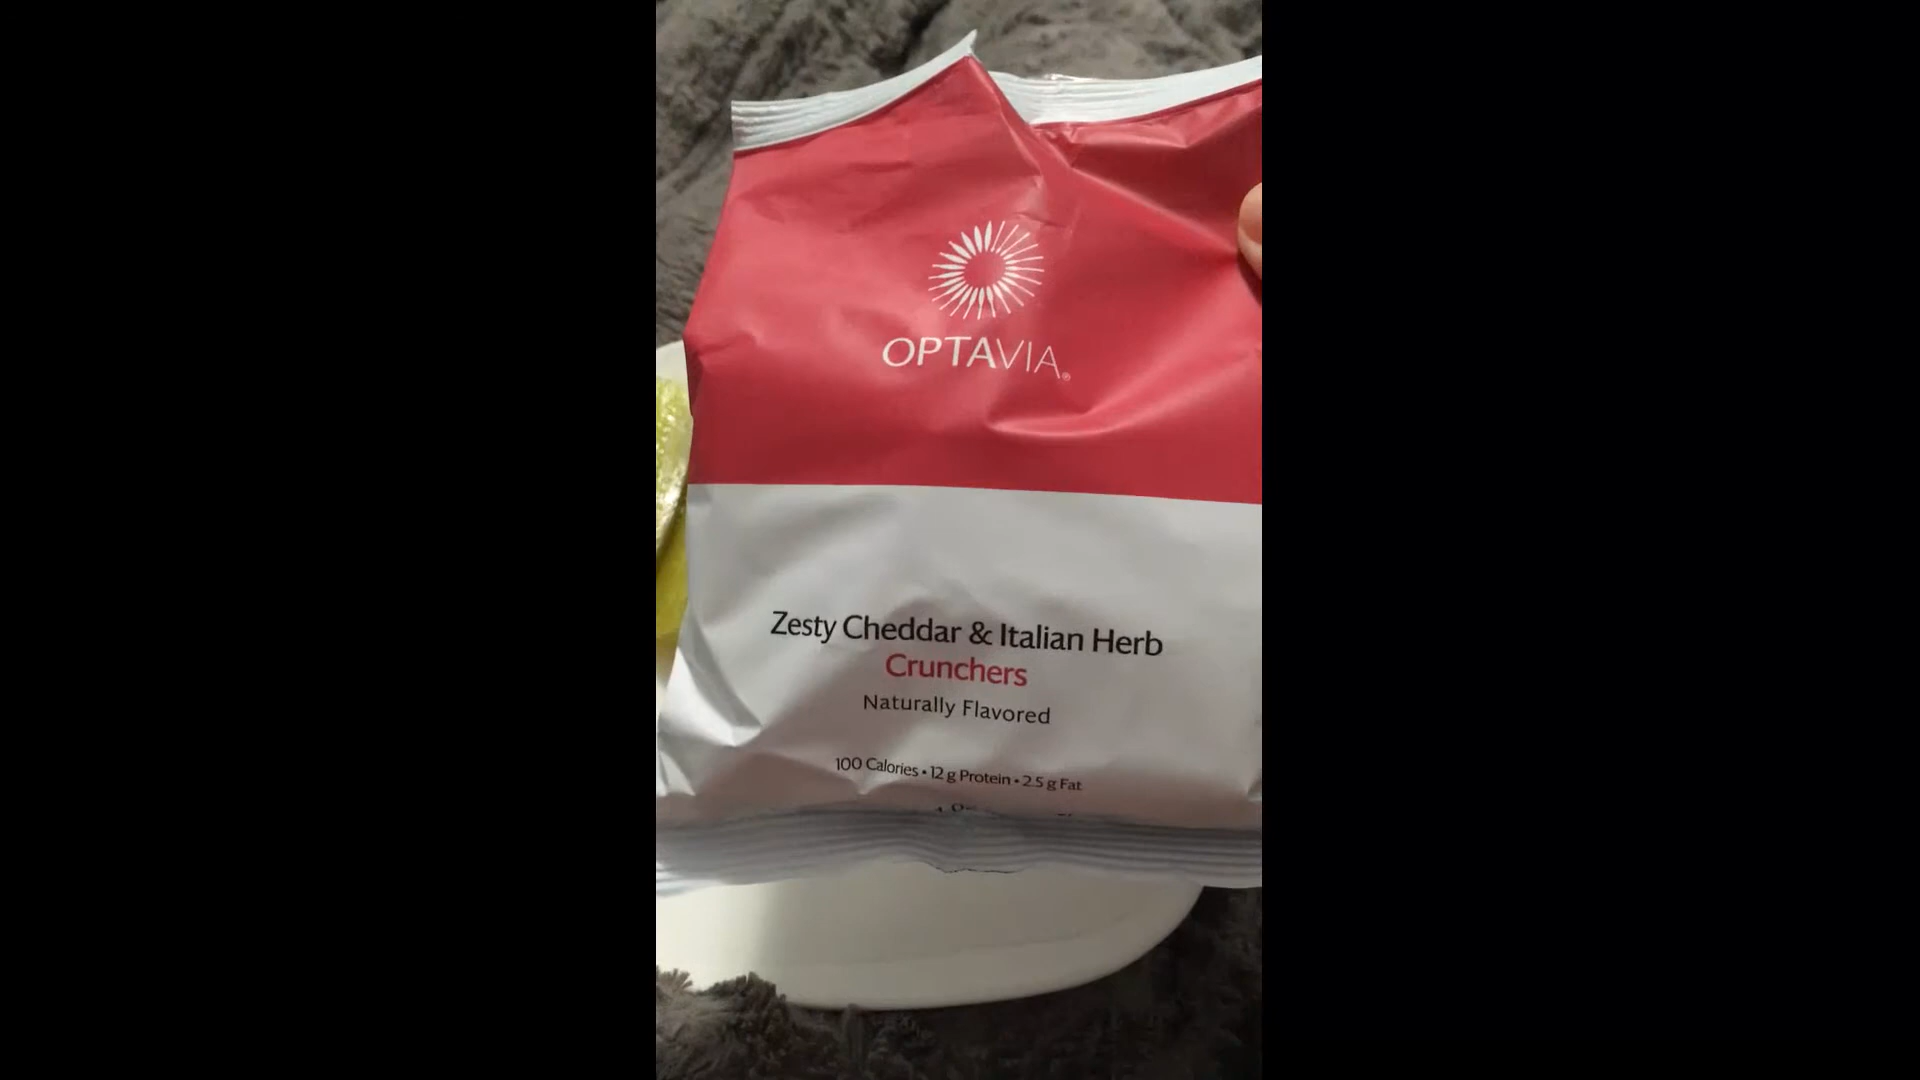 OPTAVIA®
Zesty Cheddar & Italian Herb
Crunchers
Naturally Flavored
100 Calories • 12 g Protein • 2.5 g Fat